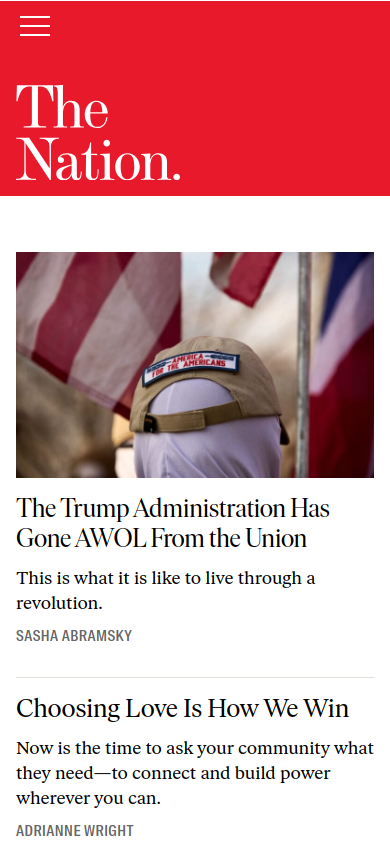 The
Nation.
AMERICA
FOR THE AMERICANS
The Trump Administration Has
Gone AWOL From the Union
This is what it is like to live through a
revolution.
SASHA ABRAMSKY
Choosing Love Is How We Win
Now is the time to ask your community what
they need—to connect and build power
wherever you can.
ADRIANNE WRIGHT